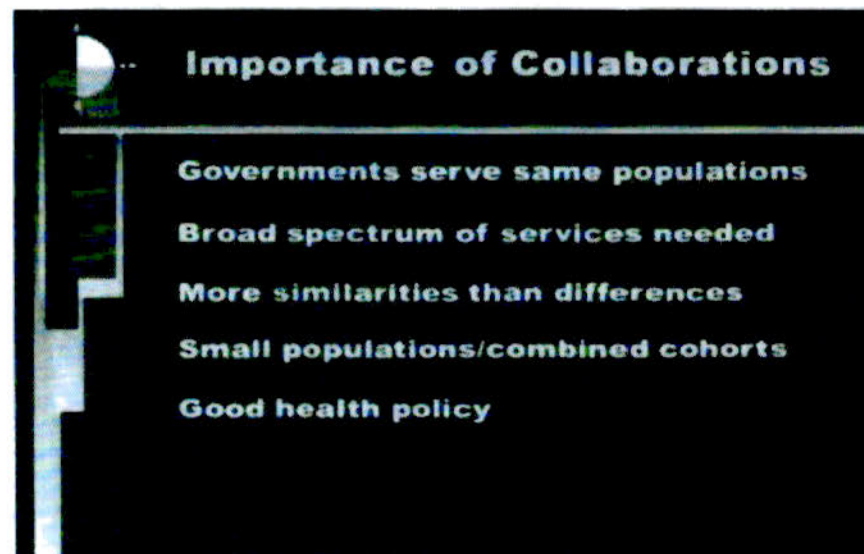 Importance of Collaborations
Governments serve same populations
Broad spectrum of services needed
More similarities than differences
Small populations/combined cohorts
Good health policy